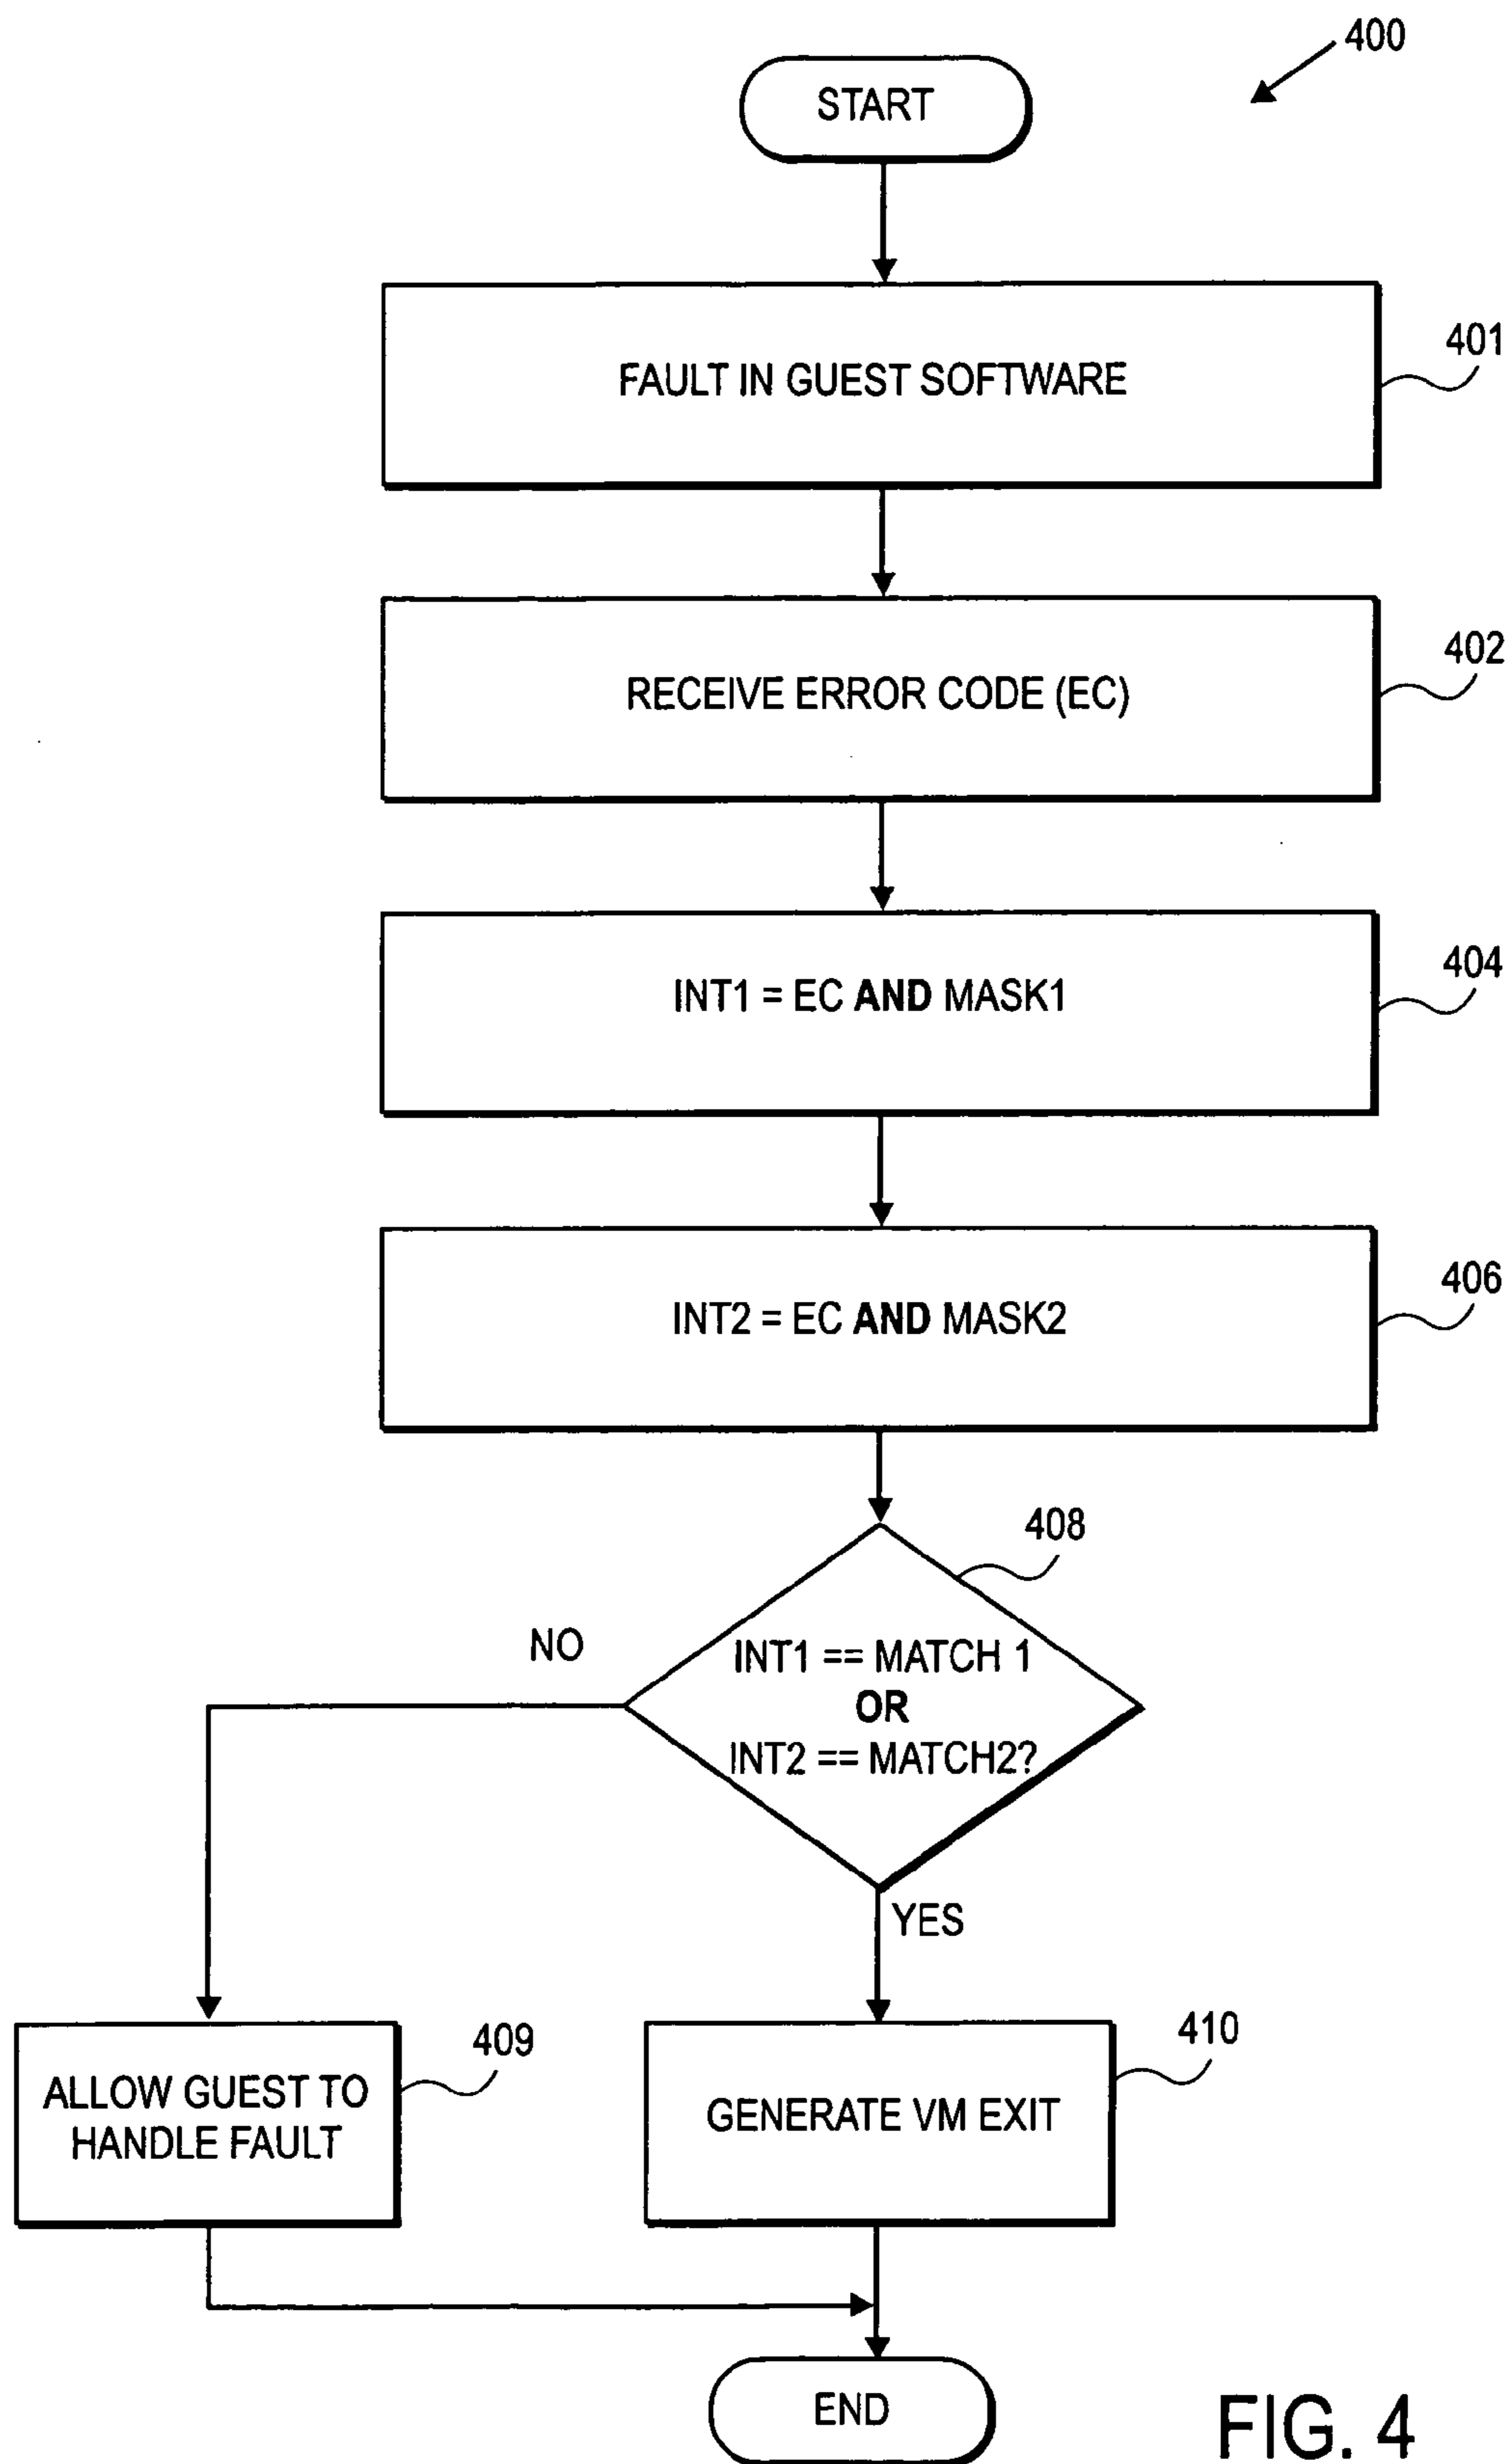 400
START
FAULT IN GUEST SOFTWARE
401
RECEIVE ERROR CODE (EC)
402
INT1 = EC AND MASK1
404
INT2 = EC AND MASK2
406
408
NO
INT1 == MATCH 1
OR
INT2 == MATCH2?
YES
409
ALLOW GUEST TO
HANDLE FAULT
410
GENERATE VM EXIT
END
FIG. 4